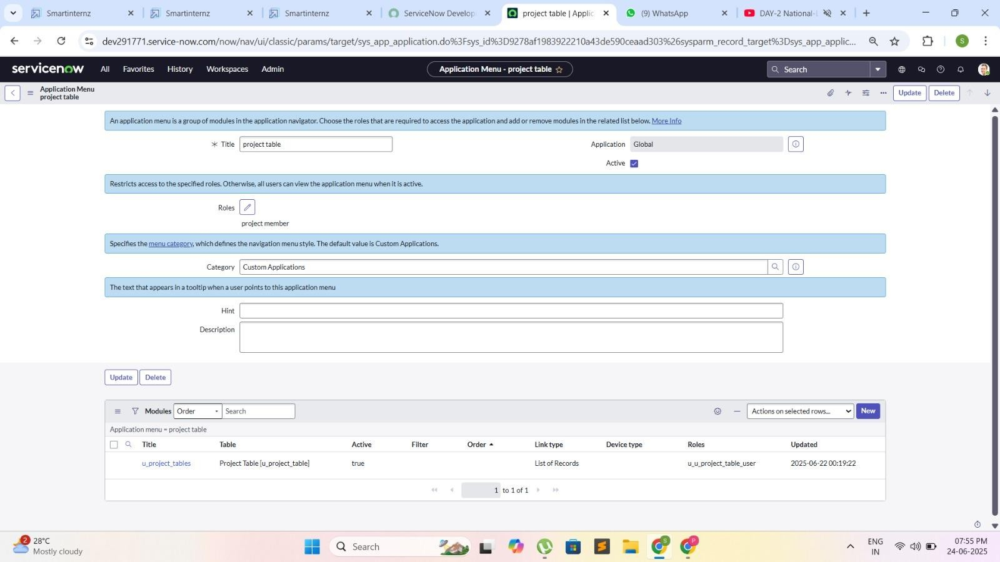 Smartinternz
Smartinternz
Smartinternz
ServiceNow Develop
project table | Applic
(9) WhatsApp
DAY-2 National-
dev291771.service-now.com/now/nav/ui/classic/params/target/sys_app_application.do%3Fsys_id%3D9278af1983922210a43de590ceaad303%26sysparm_record_target%3Dsys_app_applic...
S
servicenow
All
Favorites
History
Workspaces
Admin
Application Menu - project table
Search
Application Menu
project table
Update
Delete
An application menu is a group of modules in the application navigator. Choose the roles that are required to access the application and add or remove modules in the related list below. More Info
Title
project table
Application
Global
Active
Restricts access to the specified roles. Otherwise, all users can view the application menu when it is active.
Roles
project member
Specifies the menu category, which defines the navigation menu style. The default value is Custom Applications.
Category
Custom Applications
The text that appears in a tooltip when a user points to this application menu
Hint
Description
Update
Delete
Modules
Order
Search
Actions on selected rows...
New
Application menu = project table
Title Table Active Filter Order Link type Device type Roles Updated
u_project_tables Project Table [u_project_table] true List of Records u_u_project_table_user 2025-06-22 00:19:22
1 to 1 of 1
2
28°C
Mostly cloudy
Search
S
P
ENG
IN
07:55 PM
24-06-2025